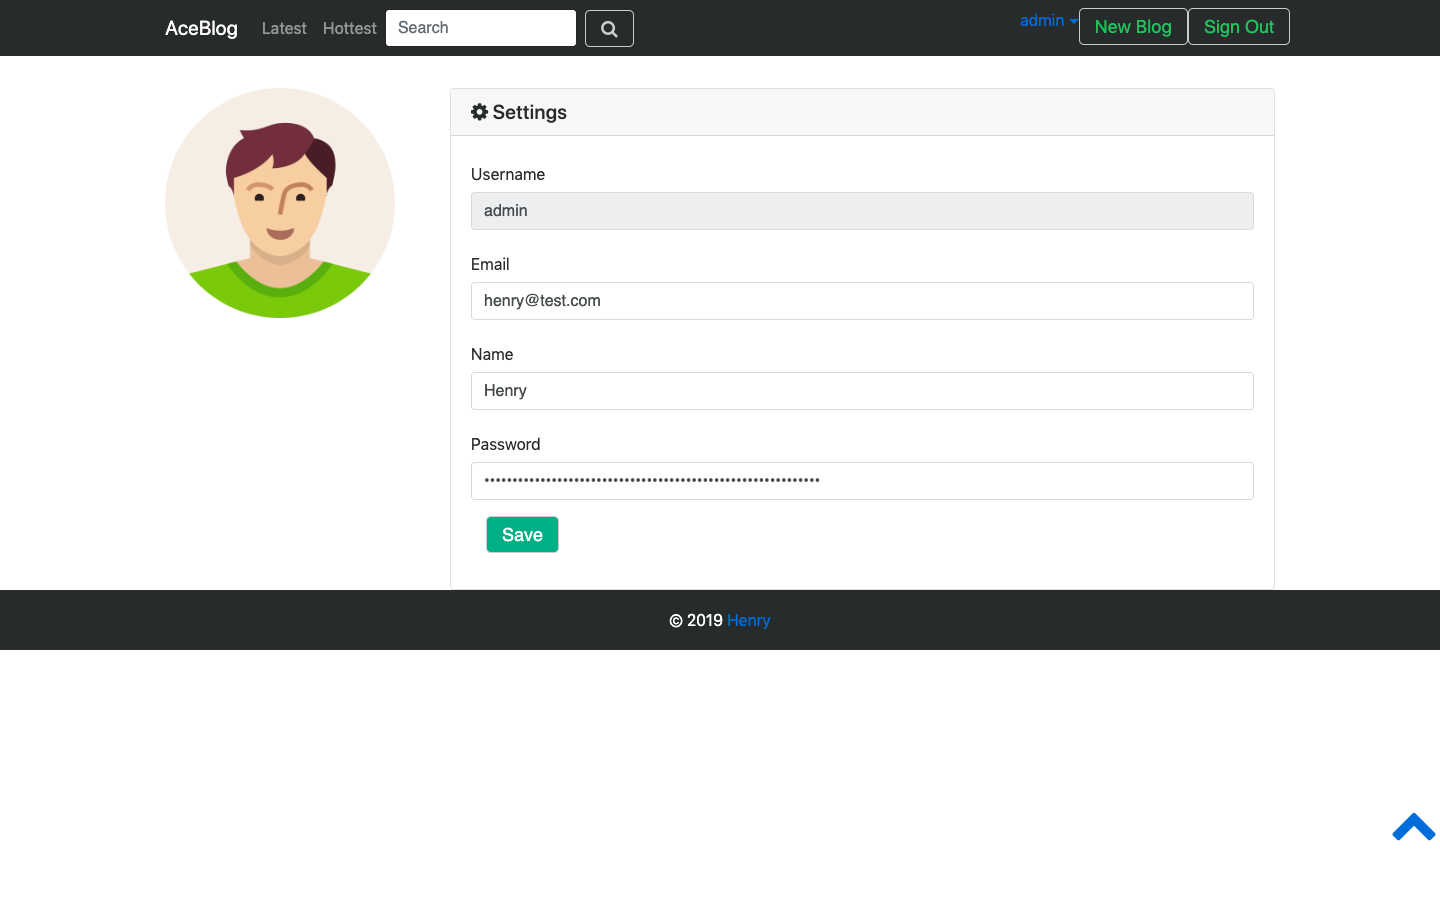 AceBlog Latest Hottest Search admin New Blog Sign Out
Settings
Username
admin
Email
henry@test.com
Name
Henry
Password
Save
© 2019 Henry